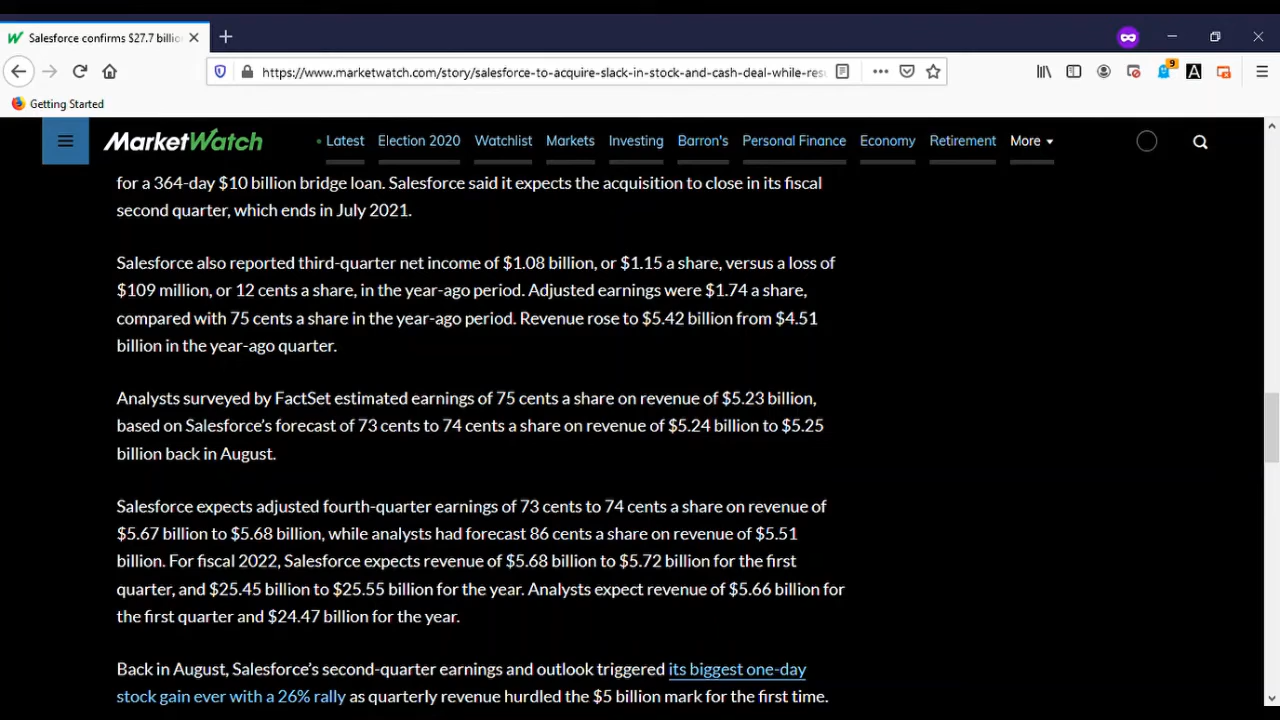 Salesforce confirms $27.7 billio
https://www.marketwatch.com/story/salesforce-to-acquire-slack-in-stock-and-cash-deal-while-res
9
A
Getting Started
MarketWatch
Latest Election 2020 Watchlist Markets Investing Barron's Personal Finance Economy Retirement More
for a 364-day $10 billion bridge loan. Salesforce said it expects the acquisition to close in its fiscal
second quarter, which ends in July 2021.
Salesforce also reported third-quarter net income of $1.08 billion, or $1.15 a share, versus a loss of
$109 million, or 12 cents a share, in the year-ago period. Adjusted earnings were $1.74 a share,
compared with 75 cents a share in the year-ago period. Revenue rose to $5.42 billion from $4.51
billion in the year-ago quarter.
Analysts surveyed by FactSet estimated earnings of 75 cents a share on revenue of $5.23 billion,
based on Salesforce's forecast of 73 cents to 74 cents a share on revenue of $5.24 billion to $5.25
billion back in August.
Salesforce expects adjusted fourth-quarter earnings of 73 cents to 74 cents a share on revenue of
$5.67 billion to $5.68 billion, while analysts had forecast 86 cents a share on revenue of $5.51
billion. For fiscal 2022, Salesforce expects revenue of $5.68 billion to $5.72 billion for the first
quarter, and $25.45 billion to $25.55 billion for the year. Analysts expect revenue of $5.66 billion for
the first quarter and $24.47 billion for the year.
Back in August, Salesforce's second-quarter earnings and outlook triggered its biggest one-day
stock gain ever with a 26% rally as quarterly revenue hurdled the $5 billion mark for the first time.